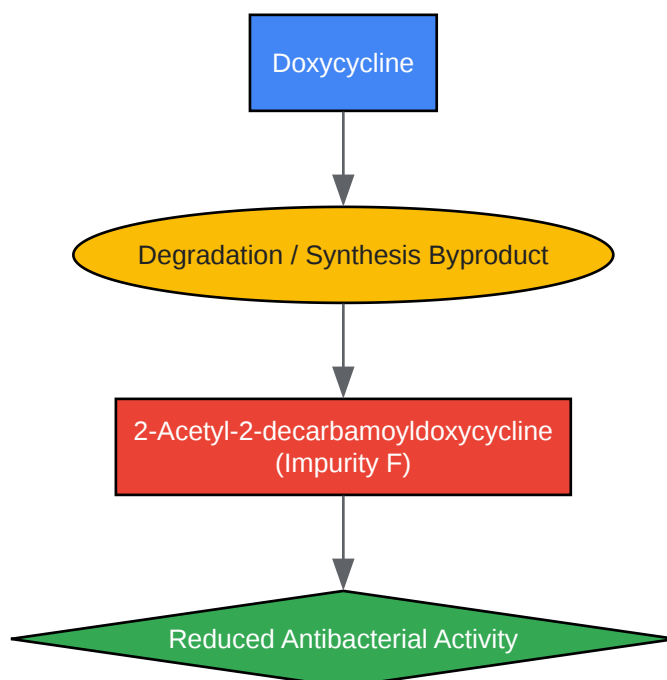 Doxycycline
Degradation / Synthesis Byproduct
2-Acetyl-2-decarbamoyldoxycycline
(Impurity F)
Reduced Antibacterial Activity